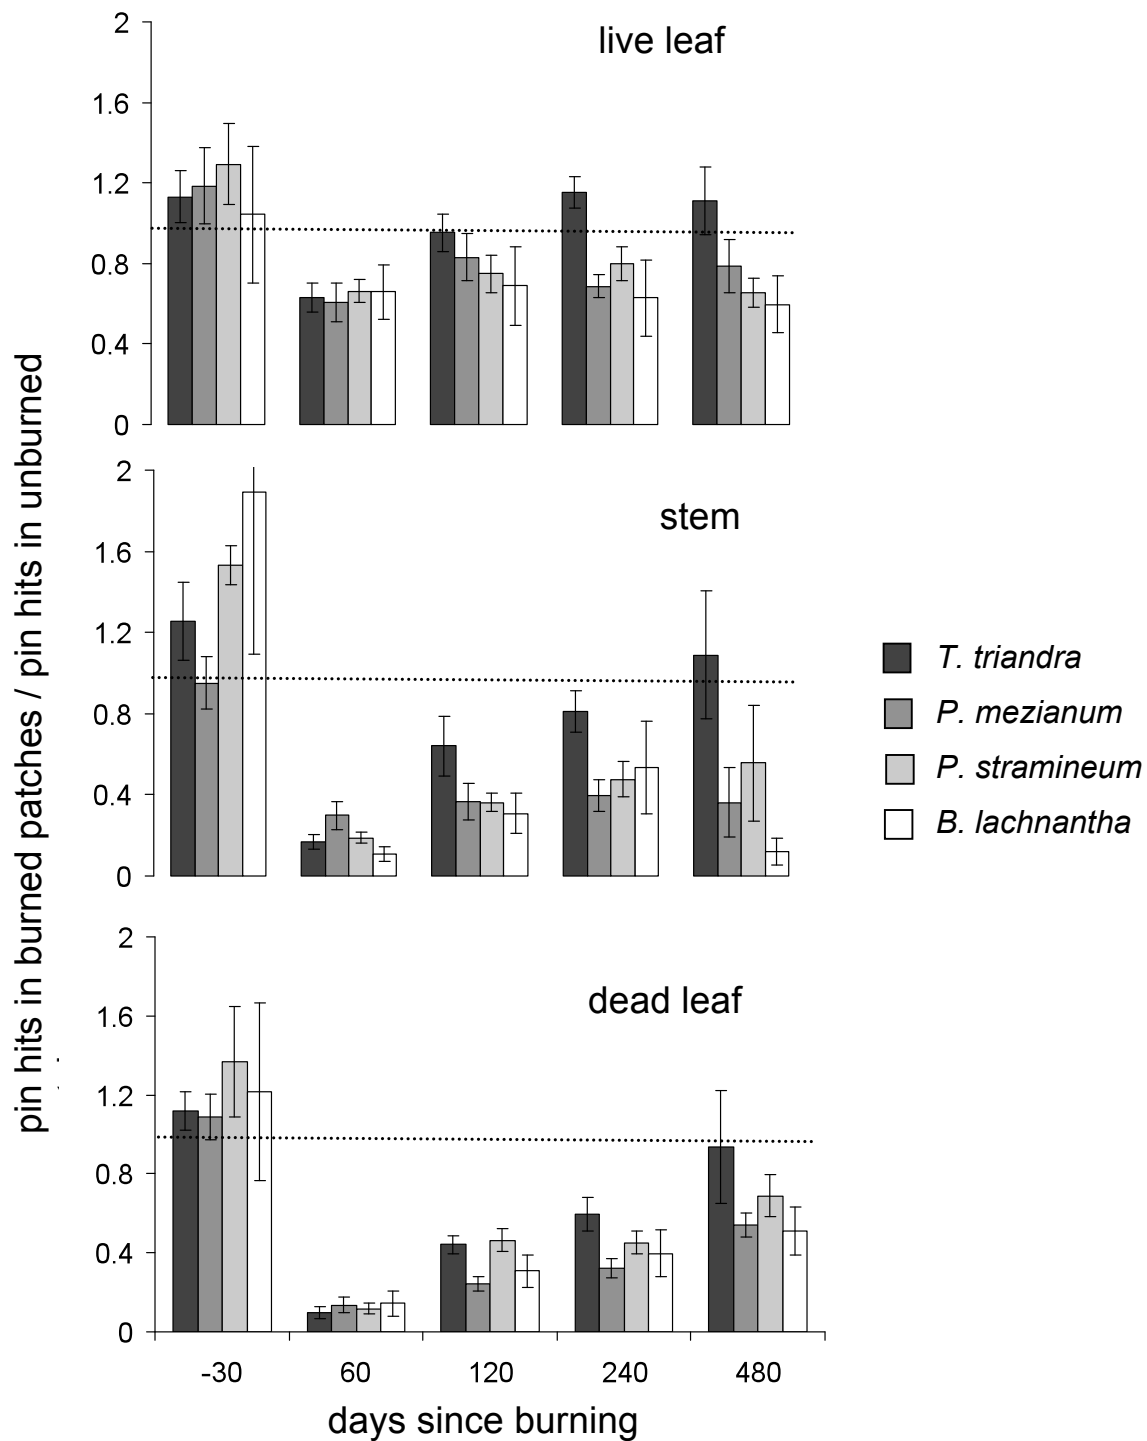 2
live leaf
1.6
1.2
0.8
0.4
0
pin hits in burned patches / pin hits in unburned
2
stem
1.6
1.2
0.8
0.4
0
T. triandra
P. mezianum
P. stramineum
B. lachnantha
2
dead leaf
1.6
1.2
0.8
0.4
0
-30 60 120 240 480
days since burning